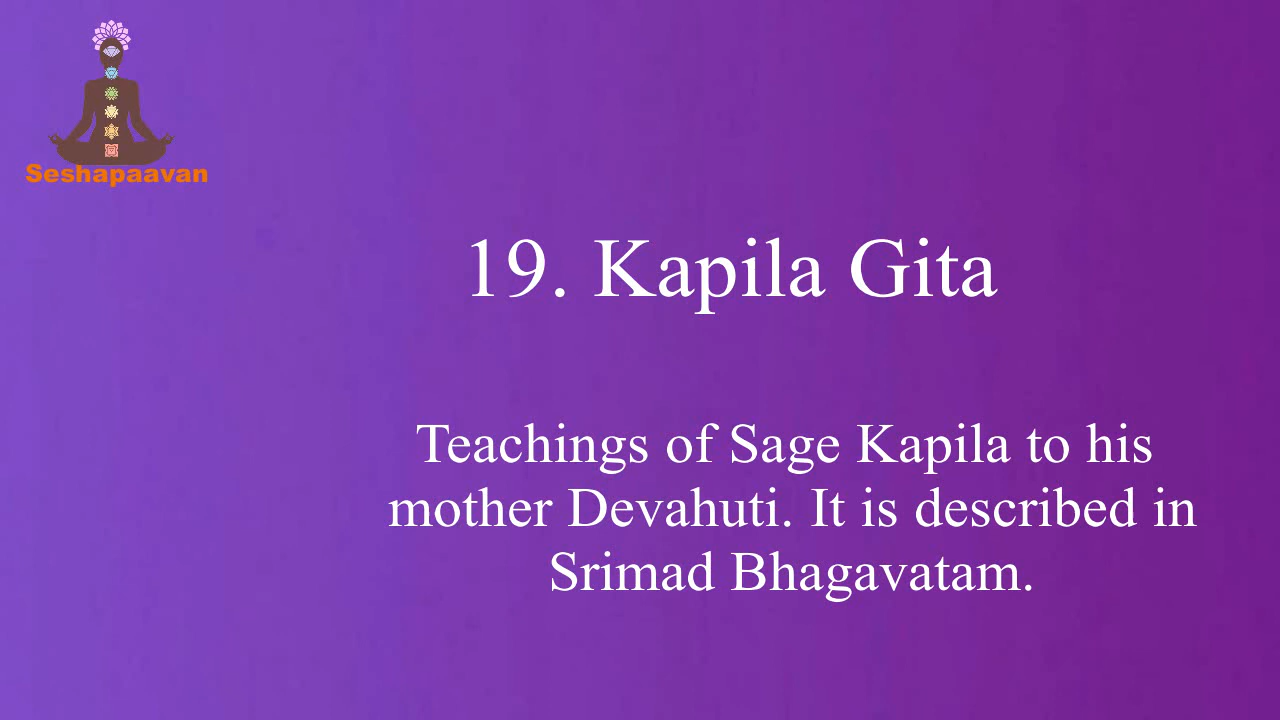 Seshapaavan
19. Kapila Gita
Teachings of Sage Kapila to his
mother Devahuti. It is described in
Srimad Bhagavatam.